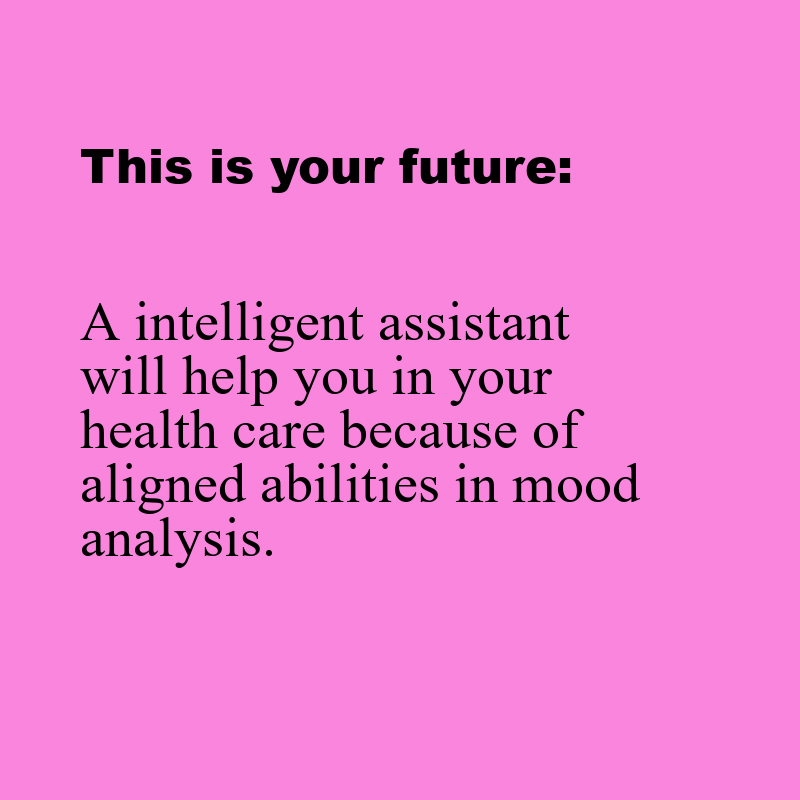 This is your future:
A intelligent assistant
will help you in your
health care because of
aligned abilities in mood
analysis.